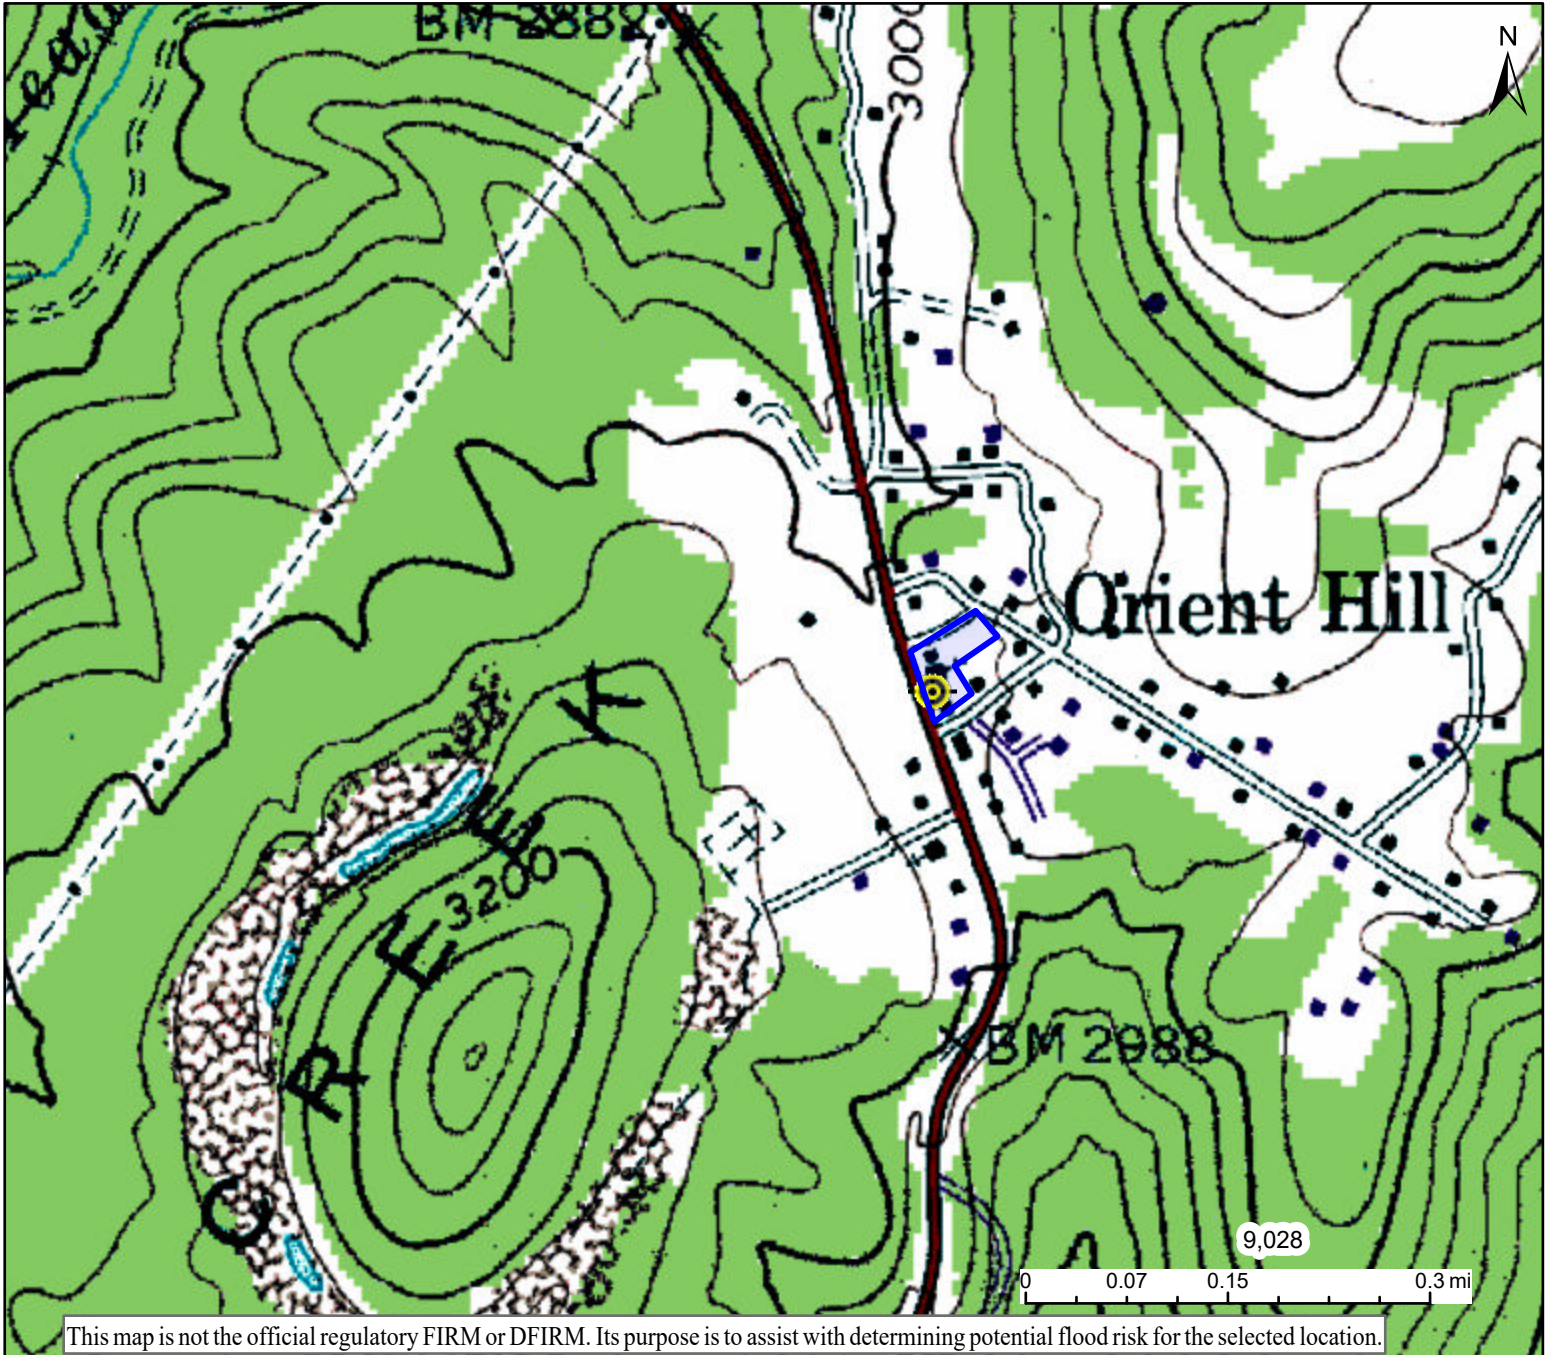 BM 2882
N
3000
Orient Hill
3200
CREEK
BM 2988
9,028
0 0.07 0.15 0.3 mi
This map is not the official regulatory FIRM or DFIRM. Its purpose is to assist with determining potential flood risk for the selected location.